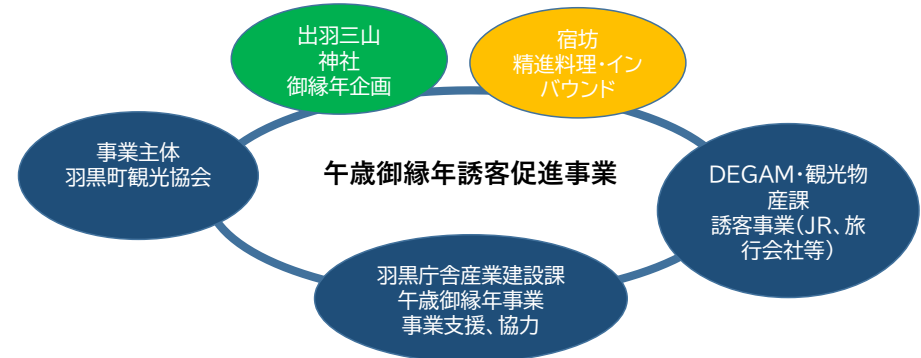 出羽三山
神社
御縁年企画
宿坊
精進料理・イン
バウンド
事業主体
羽黒町観光協会
午歳御縁年誘客促進事業
DEGAM・観光物
産課
誘客事業(JR、旅
行会社等)
羽黒庁舎産業建設課
午歳御縁年事業
事業支援、協力